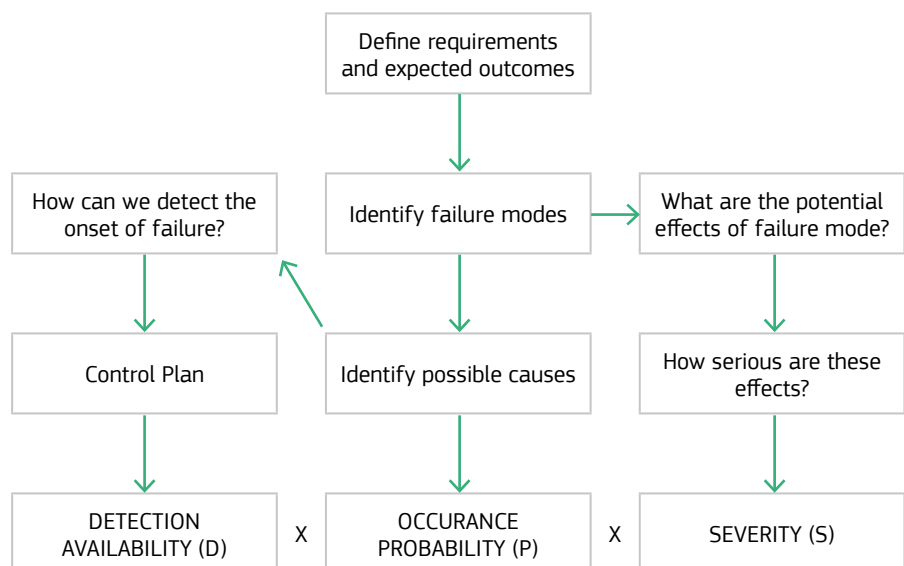 Define requirements
and expected outcomes
How can we detect the
onset of failure?
Identify failure modes
What are the potential
effects of failure mode?
Control Plan
Identify possible causes
How serious are these
effects?
DETECTION
AVAILABILITY (D)
X
OCCURANCE
PROBABILITY (P)
X
SEVERITY (S)